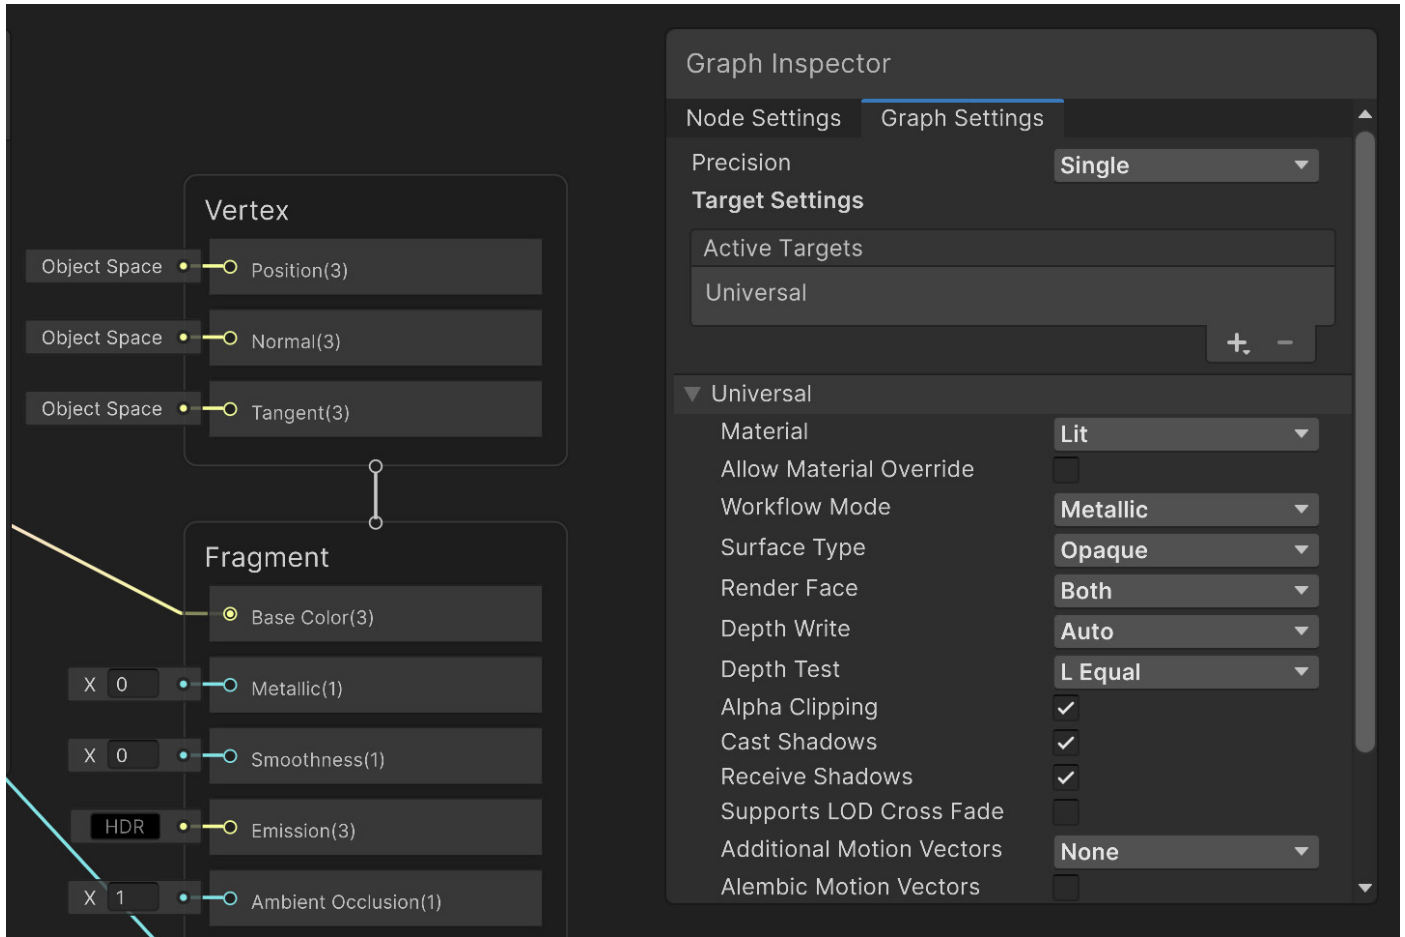 Vertex
Object Space
Position(3)
Object Space
Normal(3)
Object Space
Tangent(3)
Fragment
Base Color(3)
X 0
Metallic(1)
X 0
Smoothness(1)
HDR
Emission(3)
X 1
Ambient Occlusion(1)
Graph Inspector
Node Settings
Graph Settings
Precision
Single
Target Settings
Active Targets
Universal
Universal
Material
Lit
Allow Material Override
Workflow Mode
Metallic
Surface Type
Opaque
Render Face
Both
Depth Write
Auto
Depth Test
L Equal
Alpha Clipping
Cast Shadows
Receive Shadows
Supports LOD Cross Fade
Additional Motion Vectors
None
Alembic Motion Vectors